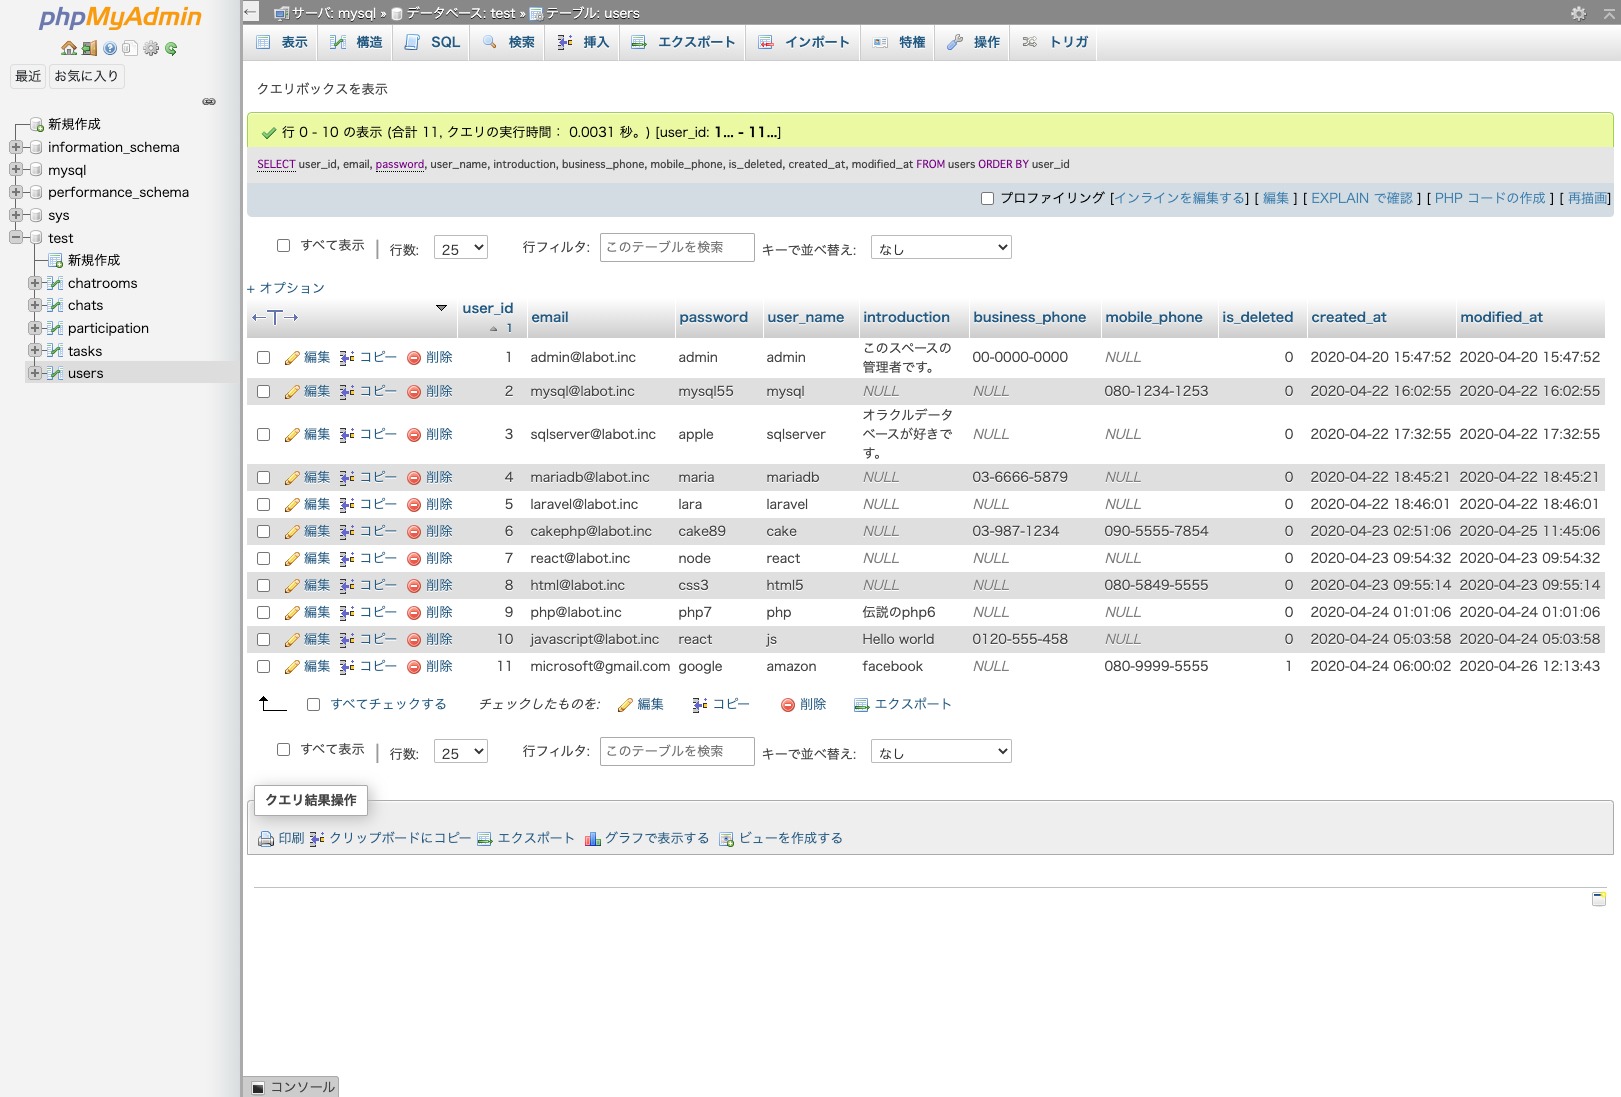 phpMyAdmin
最近 お気に入り
新規作成
information_schema
mysql
performance_schema
sys
test
新規作成
chatrooms
chats
participation
tasks
users
サーバ: mysql » データベース: test » テーブル: users
表示 構造 SQL 検索 挿入 エクスポート インポート 特権 操作 トリガ
クエリボックスを表示
行 0 - 10 の表示 (合計 11, クエリの実行時間： 0.0031 秒。) [user_id: 1... - 11...]
SELECT user_id, email, password, user_name, introduction, business_phone, mobile_phone, is_deleted, created_at, modified_at FROM users ORDER BY user_id
プロファイリング [インラインを編集する] [ 編集 ] [ EXPLAIN で確認 ] [ PHP コードの作成 ] [ 再描画]
すべて表示 | 行数: 25 行フィルタ: このテーブルを検索 キーで並べ替え: なし
+ オプション
←T→ user_id 1 email password user_name introduction business_phone mobile_phone is_deleted created_at modified_at
編集 コピー 削除 1 admin@labot.inc admin admin このスペースの管理者です。 00-0000-0000 NULL 0 2020-04-20 15:47:52 2020-04-20 15:47:52
編集 コピー 削除 2 mysql@labot.inc mysql55 mysql NULL NULL 080-1234-1253 0 2020-04-22 16:02:55 2020-04-22 16:02:55
編集 コピー 削除 3 sqlserver@labot.inc apple sqlserver オラクルデータベースが好きです。 NULL NULL 0 2020-04-22 17:32:55 2020-04-22 17:32:55
編集 コピー 削除 4 mariadb@labot.inc maria mariadb NULL 03-6666-5879 NULL 0 2020-04-22 18:45:21 2020-04-22 18:45:21
編集 コピー 削除 5 laravel@labot.inc lara laravel NULL NULL NULL 0 2020-04-22 18:46:01 2020-04-22 18:46:01
編集 コピー 削除 6 cakephp@labot.inc cake89 cake NULL 03-987-1234 090-5555-7854 0 2020-04-23 02:51:06 2020-04-25 11:45:06
編集 コピー 削除 7 react@labot.inc node react NULL NULL NULL 0 2020-04-23 09:54:32 2020-04-23 09:54:32
編集 コピー 削除 8 html@labot.inc css3 html5 NULL NULL 080-5849-5555 0 2020-04-23 09:55:14 2020-04-23 09:55:14
編集 コピー 削除 9 php@labot.inc php7 php 伝説のphp6 NULL NULL 0 2020-04-24 01:01:06 2020-04-24 01:01:06
編集 コピー 削除 10 javascript@labot.inc react js Hello world 0120-555-458 NULL 0 2020-04-24 05:03:58 2020-04-24 05:03:58
編集 コピー 削除 11 microsoft@gmail.com google amazon facebook NULL 080-9999-5555 1 2020-04-24 06:00:02 2020-04-26 12:13:43
すべてチェックする チェックしたものを: 編集 コピー 削除 エクスポート
すべて表示 | 行数: 25 行フィルタ: このテーブルを検索 キーで並べ替え: なし
クエリ結果操作
印刷 クリップボードにコピー エクスポート グラフで表示する ビューを作成する
コンソール